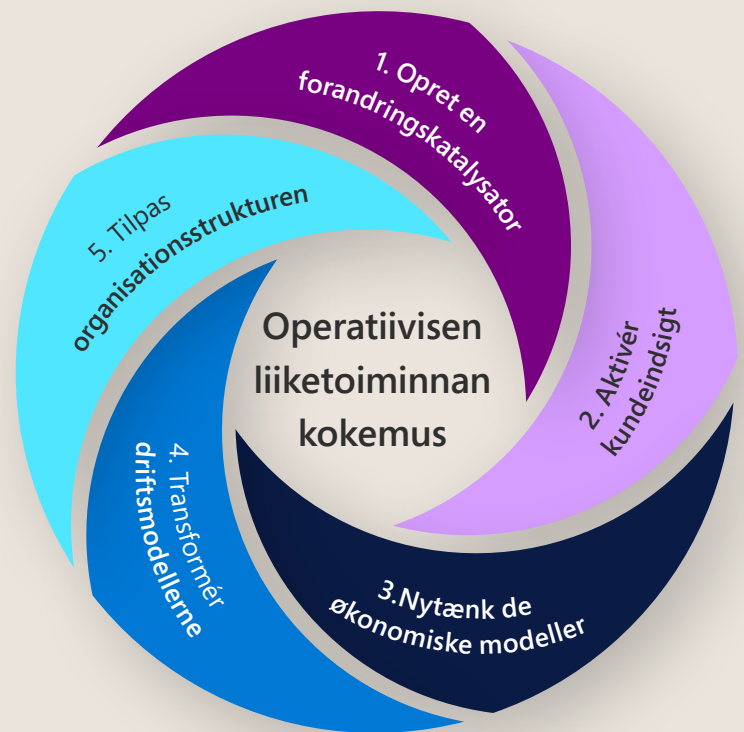 1. Opret en
forandringskatalysator
2. Aktivér
kundeindsigt
3.Nytænk de
økonomiske modeller
4. Transformér
driftsmodellerne
5. Tilpas
organisationsstrukturen
Operatiivisen
liiketoiminnan
kokemus